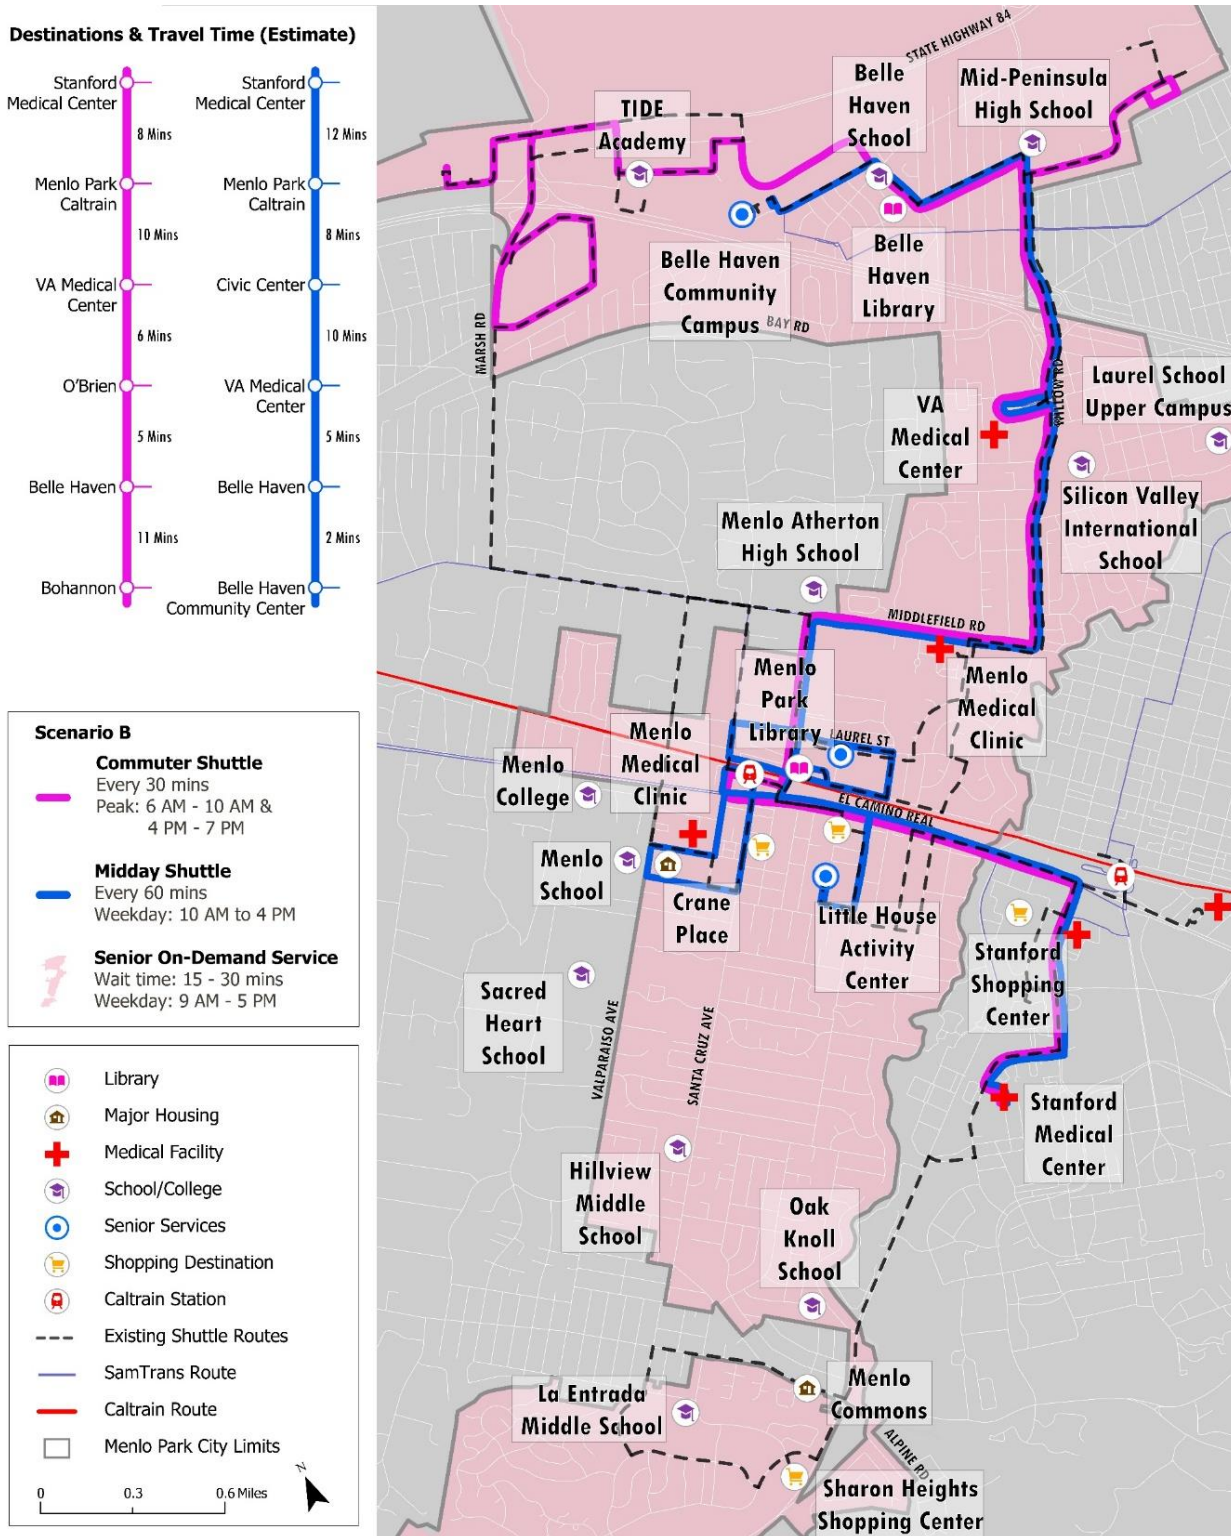 Destinations & Travel Time (Estimate)
Stanford
Medical Center
8 Mins
Menlo Park
Caltrain
10 Mins
VA Medical
Center
6 Mins
O'Brien
5 Mins
Belle Haven
11 Mins
Bohannon
Stanford
Medical Center
12 Mins
Menlo Park
Caltrain
8 Mins
Civic Center
10 Mins
VA Medical
Center
5 Mins
Belle Haven
2 Mins
Belle Haven
Community Center
Scenario B
Commuter Shuttle
Every 30 mins
Peak: 6 AM - 10 AM &
4 PM - 7 PM
Midday Shuttle
Every 60 mins
Weekday: 10 AM to 4 PM
Senior On-Demand Service
Wait time: 15 - 30 mins
Weekday: 9 AM - 5 PM
Library
Major Housing
Medical Facility
School/College
Senior Services
Shopping Destination
Caltrain Station
Existing Shuttle Routes
SamTrans Route
Caltrain Route
Menlo Park City Limits
N
0 0.3 0.6 Miles
STATE HIGHWAY 84
Belle
Haven
School
Mid-Peninsula
High School
TIDE
Academy
Belle Haven
Community
Campus
Belle
Haven
Library
BAY RD
MARSH RD
WILLOW RD
VA
Medical
Center
Laurel School
Upper Campus
Silicon Valley
International
School
Menlo Atherton
High School
MIDDLEFIELD RD
Menlo
Park
Library
Menlo
Medical
Clinic
LAUREL ST
Menlo
Medical
Clinic
Menlo
College
EL CAMINO REAL
Menlo
School
Crane
Place
Little House
Activity
Center
Stanford
Shopping
Center
Sacred
Heart
School
VALPARAISO AVE
SANTA CRUZ AVE
Stanford
Medical
Center
Hillview
Middle
School
Oak
Knoll
School
La Entrada
Middle School
Menlo
Commons
ALPINE RD
Sharon Heights
Shopping Center